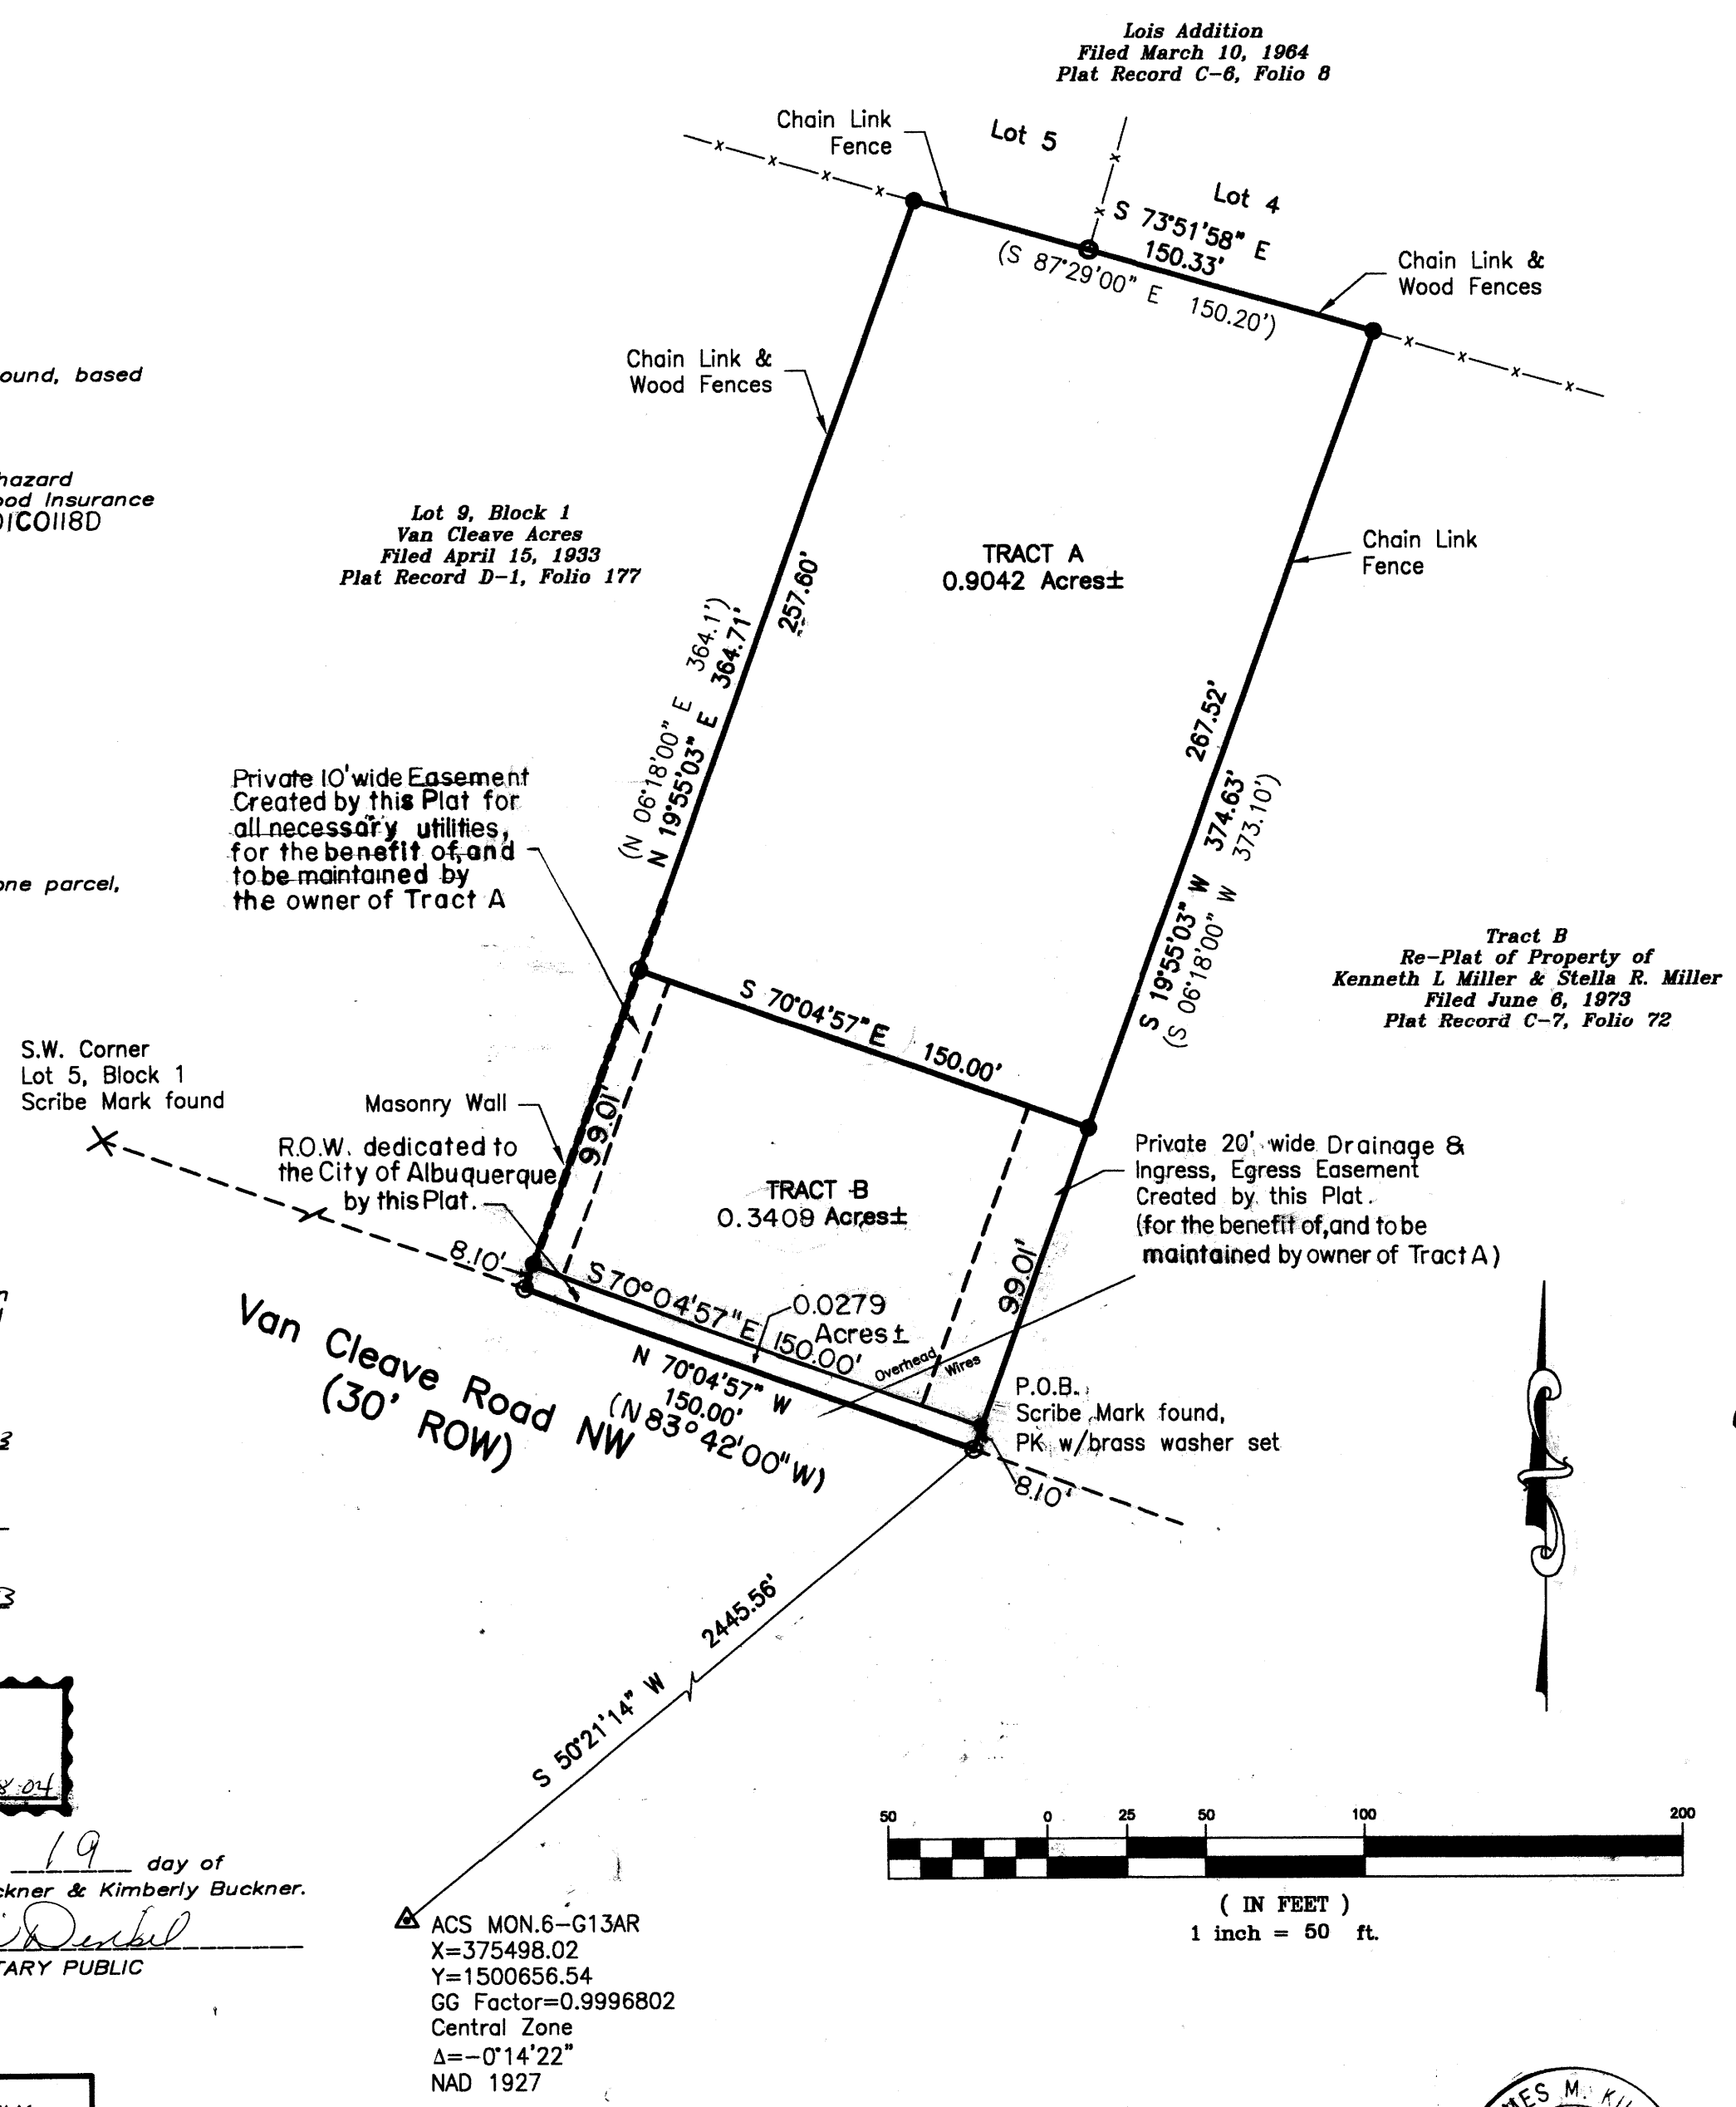 Lois Addition
Filed March 10, 1964
Plat Record C-6, Folio 8
Chain Link
Fence
Lot 5
Lot 4
S 73°51'58" E
150.33'
(S 87°29'00" E 150.20')
Chain Link &
Wood Fences
Chain Link &
Wood Fences
ound, based
hazard
ood Insurance
01C0118D
Lot 9, Block 1
Van Cleave Acres
Filed April 15, 1933
Plat Record D-1, Folio 177
TRACT A
0.9042 Acres±
Chain Link
Fence
257.60'
(N 06°18'00" E 364.1')
N 19°55'03" E 364.71'
267.52'
S 19°55'03" W 374.63'
(S 06°18'00" W 373.10')
Private 10' wide Easement
Created by this Plat for
all necessary utilities,
for the benefit of, and
to be maintained by
the owner of Tract A
one parcel,
Tract B
Re-Plat of Property of
Kenneth L Miller & Stella R. Miller
Filed June 6, 1973
Plat Record C-7, Folio 72
S 70°04'57" E 150.00'
S.W. Corner
Lot 5, Block 1
Scribe Mark found
Masonry Wall
99.01'
R.O.W. dedicated to
the City of Albuquerque
by this Plat.
TRACT B
0.3409 Acres±
Private 20' wide Drainage &
Ingress, Egress Easement
Created by this Plat.
(for the benefit of, and to be
maintained by owner of Tract A)
99.01'
8.10'
S 70°04'57" E 150.00'
0.0279
Acres±
Overhead Wires
N 70°04'57" W
150.00'
(N 83°42'00" W)
Van Cleave Road NW
(30' ROW)
P.O.B.
Scribe Mark found,
PK w/brass washer set
8.10'
2445.56'
S 50°21'14" W
50 0 25 50 100 200
( IN FEET )
1 inch = 50 ft.
19 day of
ckner & Kimberly Buckner.
TARY PUBLIC
ACS MON.6-G13AR
X=375498.02
Y=1500656.54
GG Factor=0.9996802
Central Zone
Δ=-0°14'22"
NAD 1927
MES M.